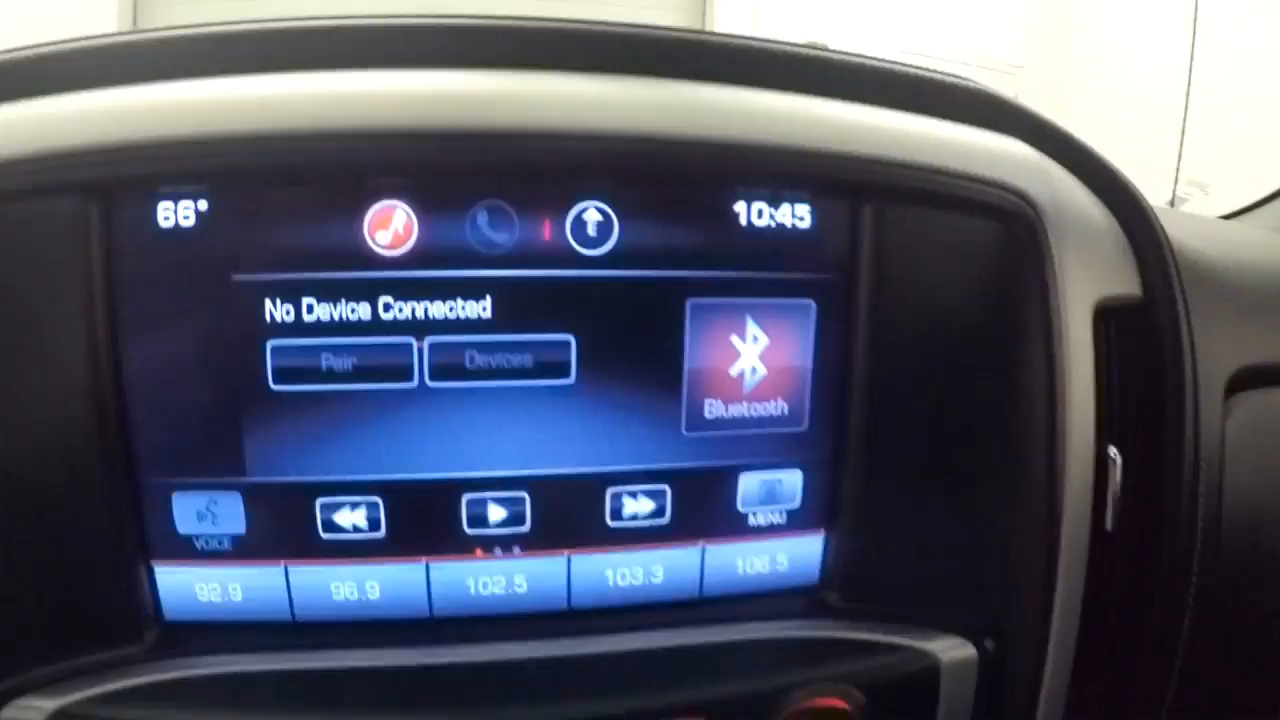 66°
10:45
No Device Connected
Pair
Devices
Bluetooth
VOICE
MENU
92.9
96.9
102.5
103.3
106.5